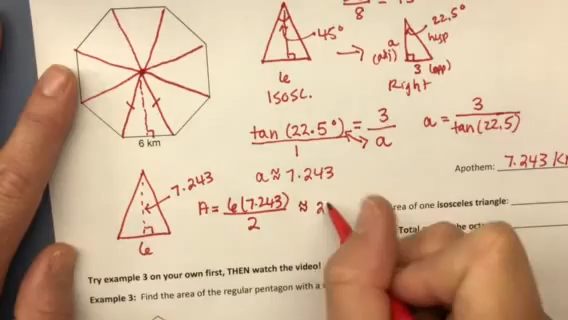 8
45°
22.5°
a
(adj)
hyp
3 (opp)
6
Isosc.
Right
6 km
tan (22.5°) = 3
1
a
a = 3
tan(22.5)
a ≈ 7.243
Apothem: 7.243 k
7.243
6
A = 6(7.243) ≈ 2
2
area of one isosceles triangle:
Total
the oct
Try example 3 on your own first, THEN watch the video!
Example 3: Find the area of the regular pentagon with a